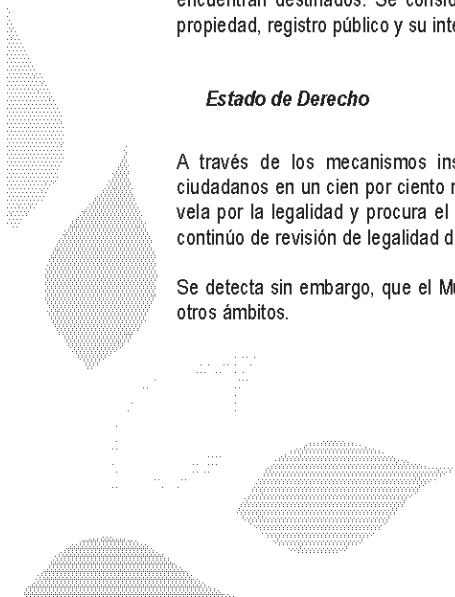 encuentran destinados. Se consid
propiedad, registro público y su inte
Estado de Derecho
A través de los mecanismos ins
ciudadanos en un cien por ciento
vela por la legalidad y procura el
continúo de revisión de legalidad d
Se detecta sin embargo, que el Mu
otros ámbitos.